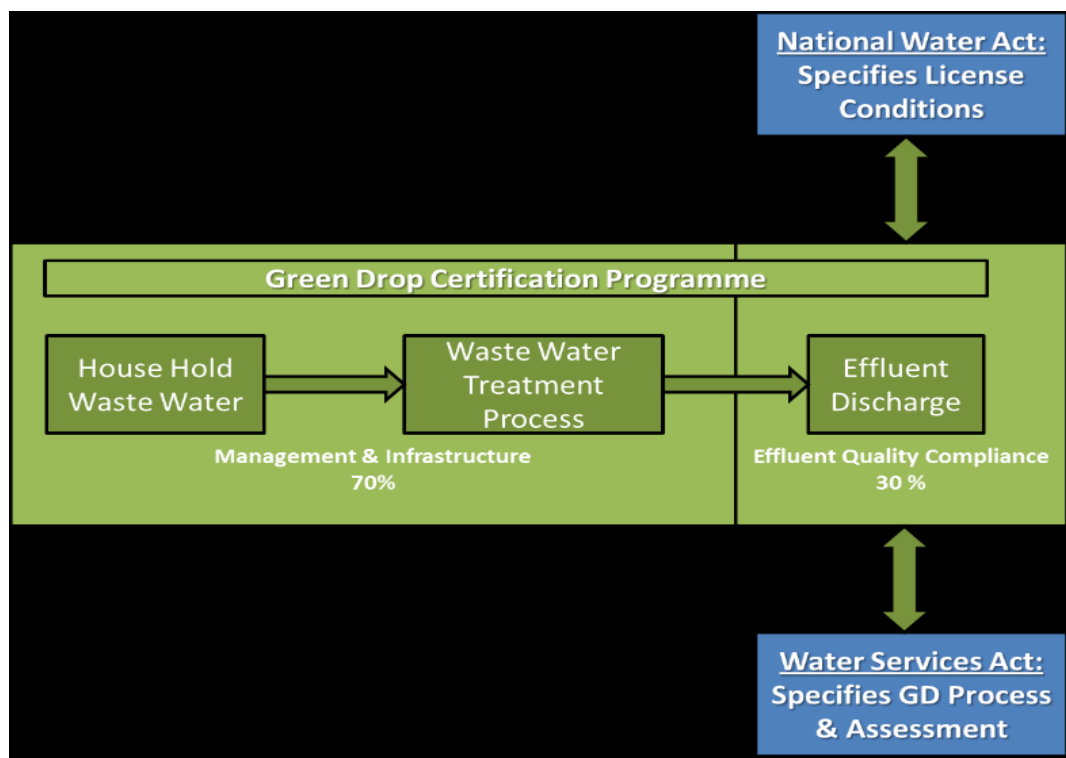 National Water Act:
Specifies License
Conditions
Green Drop Certification Programme
House Hold
Waste Water
Waste Water
Treatment
Process
Effluent
Discharge
Management & Infrastructure
70%
Effluent Quality Compliance
30 %
Water Services Act:
Specifies GD Process
& Assessment